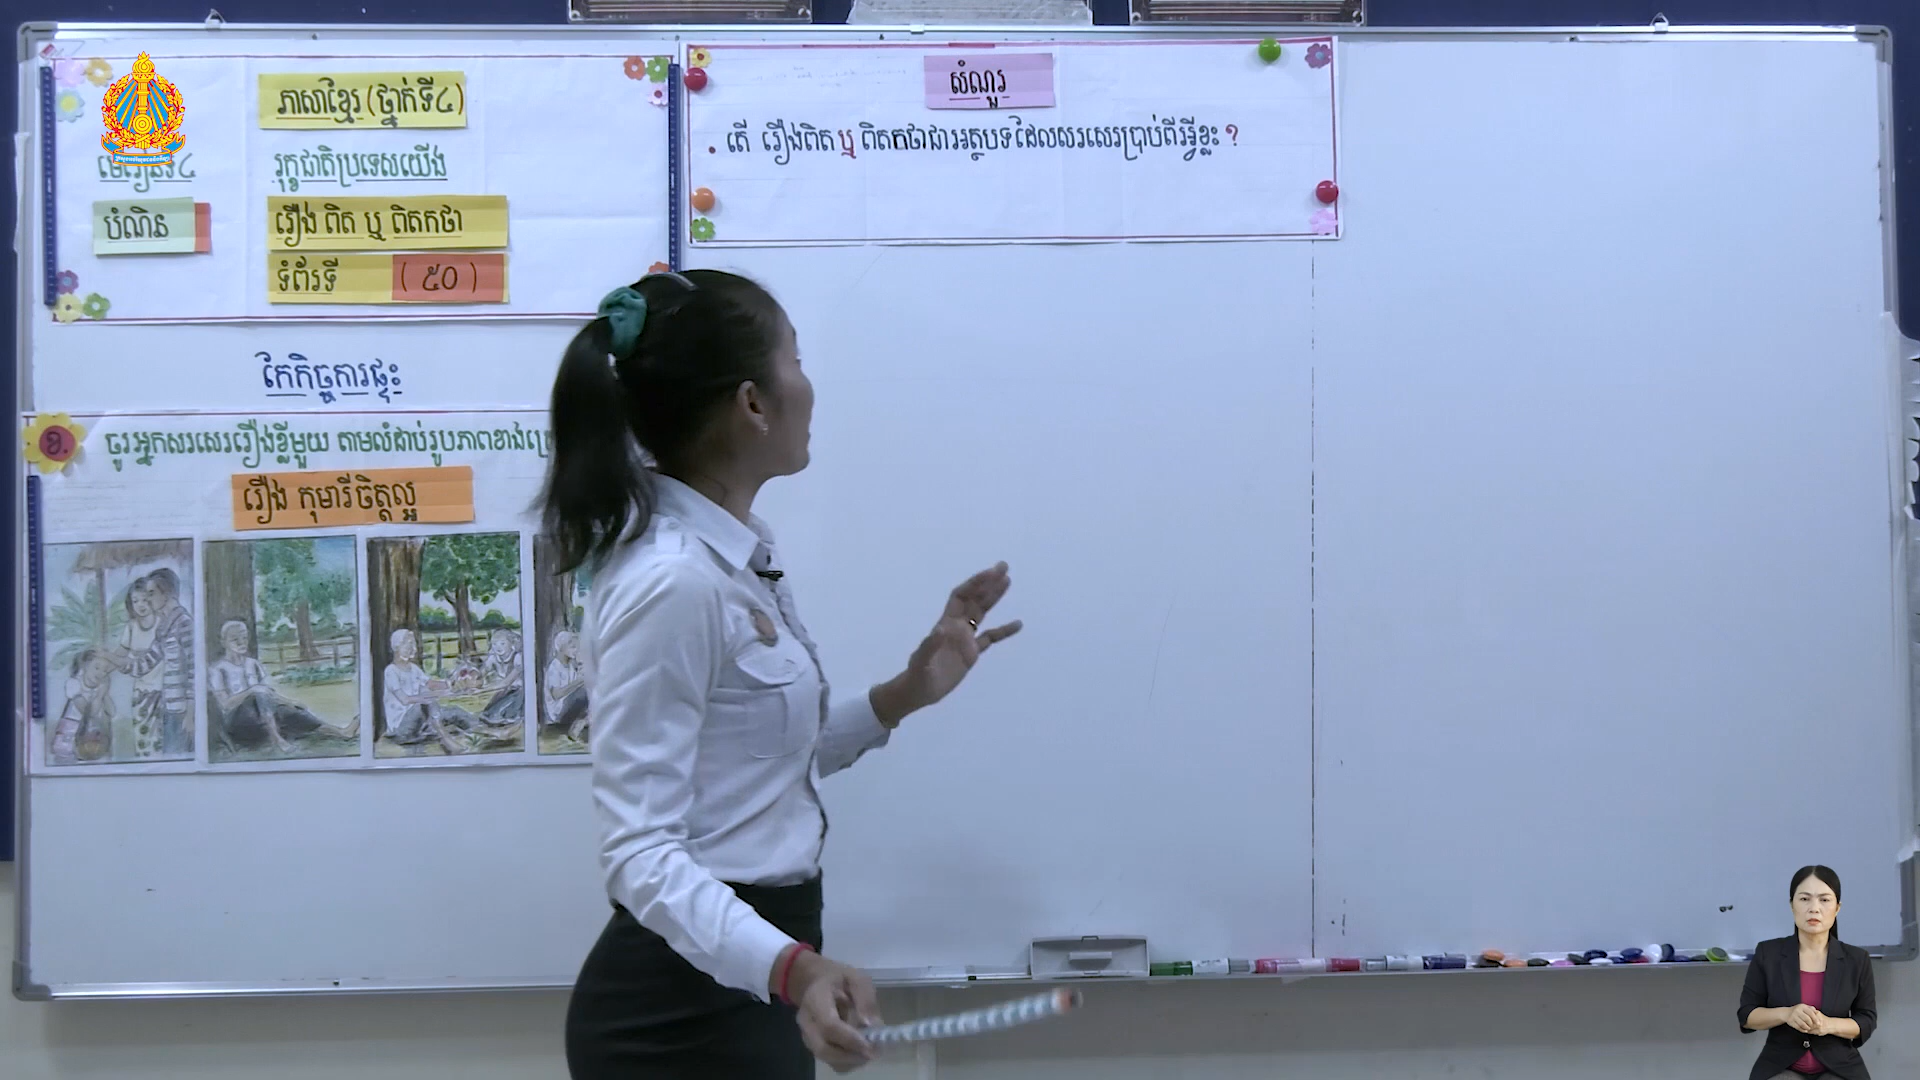 ភាសាខ្មែរ (ថ្នាក់ទី៤)
មេរៀនទី៤
រុក្ខជាតិប្រទេសយើង
បំណិន
រឿង ពិត ឬ ពិតកថា
ទំព័រទី (៥០)
កែកិច្ចការផ្ទះ
ខ. ចូរអ្នកសរសេររឿងខ្លីមួយ តាមលំដាប់រូបភាពខាង
រឿង កុមារីចិត្តល្អ
សំណួរ
. តើ រឿងពិត ឬ ពិតកថាជាអត្ថបទដែលសរសេរប្រាប់ពីអ្វីខ្លះ ?